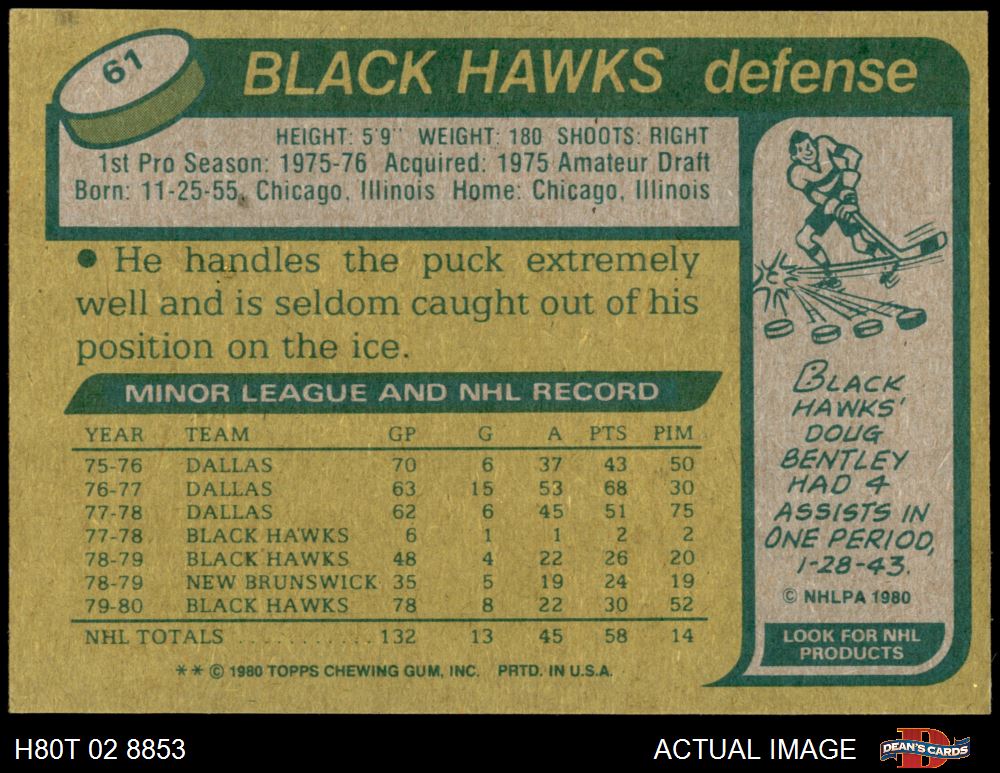 61
BLACK HAWKS defense
HEIGHT: 5'9" WEIGHT: 180 SHOOTS: RIGHT
1st Pro Season: 1975-76 Acquired: 1975 Amateur Draft
Born: 11-25-55, Chicago, Illinois Home: Chicago, Illinois
• He handles the puck extremely
well and is seldom caught out of his
position on the ice.
MINOR LEAGUE AND NHL RECORD
YEAR TEAM GP G A PTS PIM
75-76 DALLAS 70 6 37 43 50
76-77 DALLAS 63 15 53 68 30
77-78 DALLAS 62 6 45 51 75
77-78 BLACK HAWKS 6 1 1 2 2
78-79 BLACK HAWKS 48 4 22 26 20
78-79 NEW BRUNSWICK 35 5 19 24 19
79-80 BLACK HAWKS 78 8 22 30 52
NHL TOTALS ........... 132 13 45 58 14
** © 1980 TOPPS CHEWING GUM, INC. PRTD. IN U.S.A.
BLACK
HAWKS'
DOUG
BENTLEY
HAD 4
ASSISTS IN
ONE PERIOD,
1-28-43.
© NHLPA 1980
LOOK FOR NHL
PRODUCTS
H80T 02 8853
ACTUAL IMAGE
DEAN'S CARDS